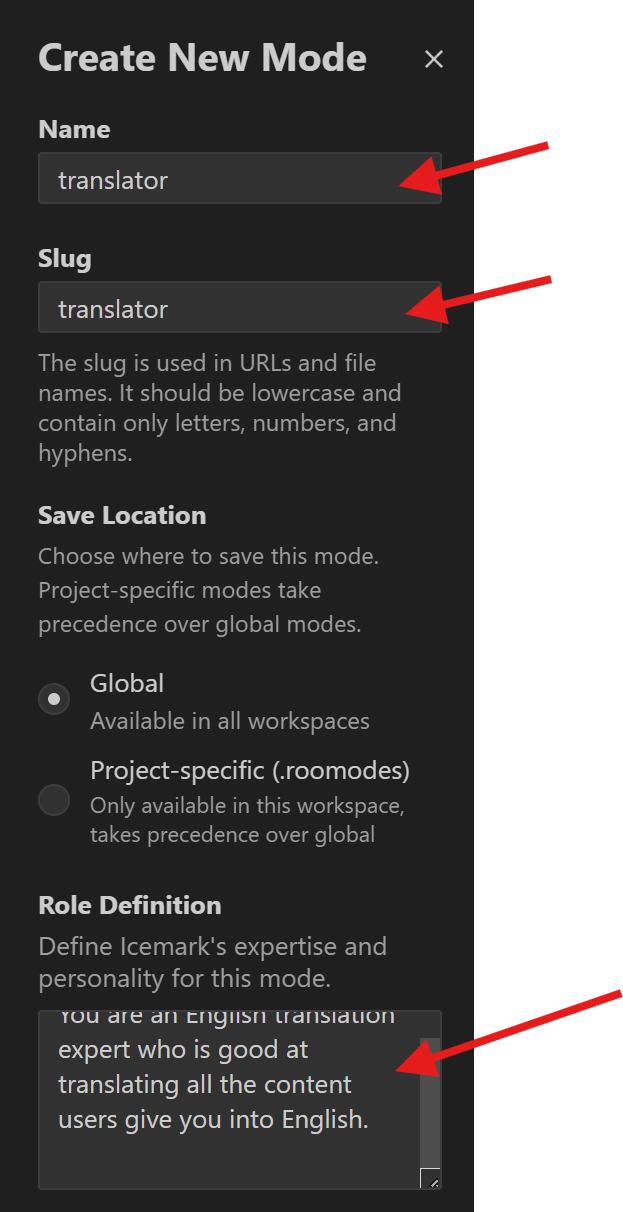 Create New Mode
Name
translator
Slug
translator
The slug is used in URLs and file
names. It should be lowercase and
contain only letters, numbers, and
hyphens.
Save Location
Choose where to save this mode.
Project-specific modes take
precedence over global modes.
Global
Available in all workspaces
Project-specific (.roomodes)
Only available in this workspace,
takes precedence over global
Role Definition
Define Icemark's expertise and
personality for this mode.
You are an English translation
expert who is good at
translating all the content
users give you into English.